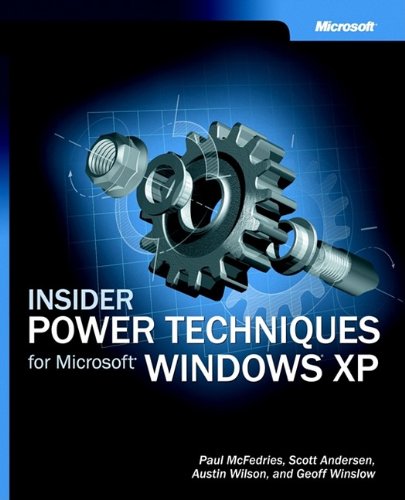 Microsoft®
INSIDER
POWER TECHNIQUES
for Microsoft® WINDOWS® XP
Paul McFedries, Scott Andersen,
Austin Wilson, and Geoff Winslow